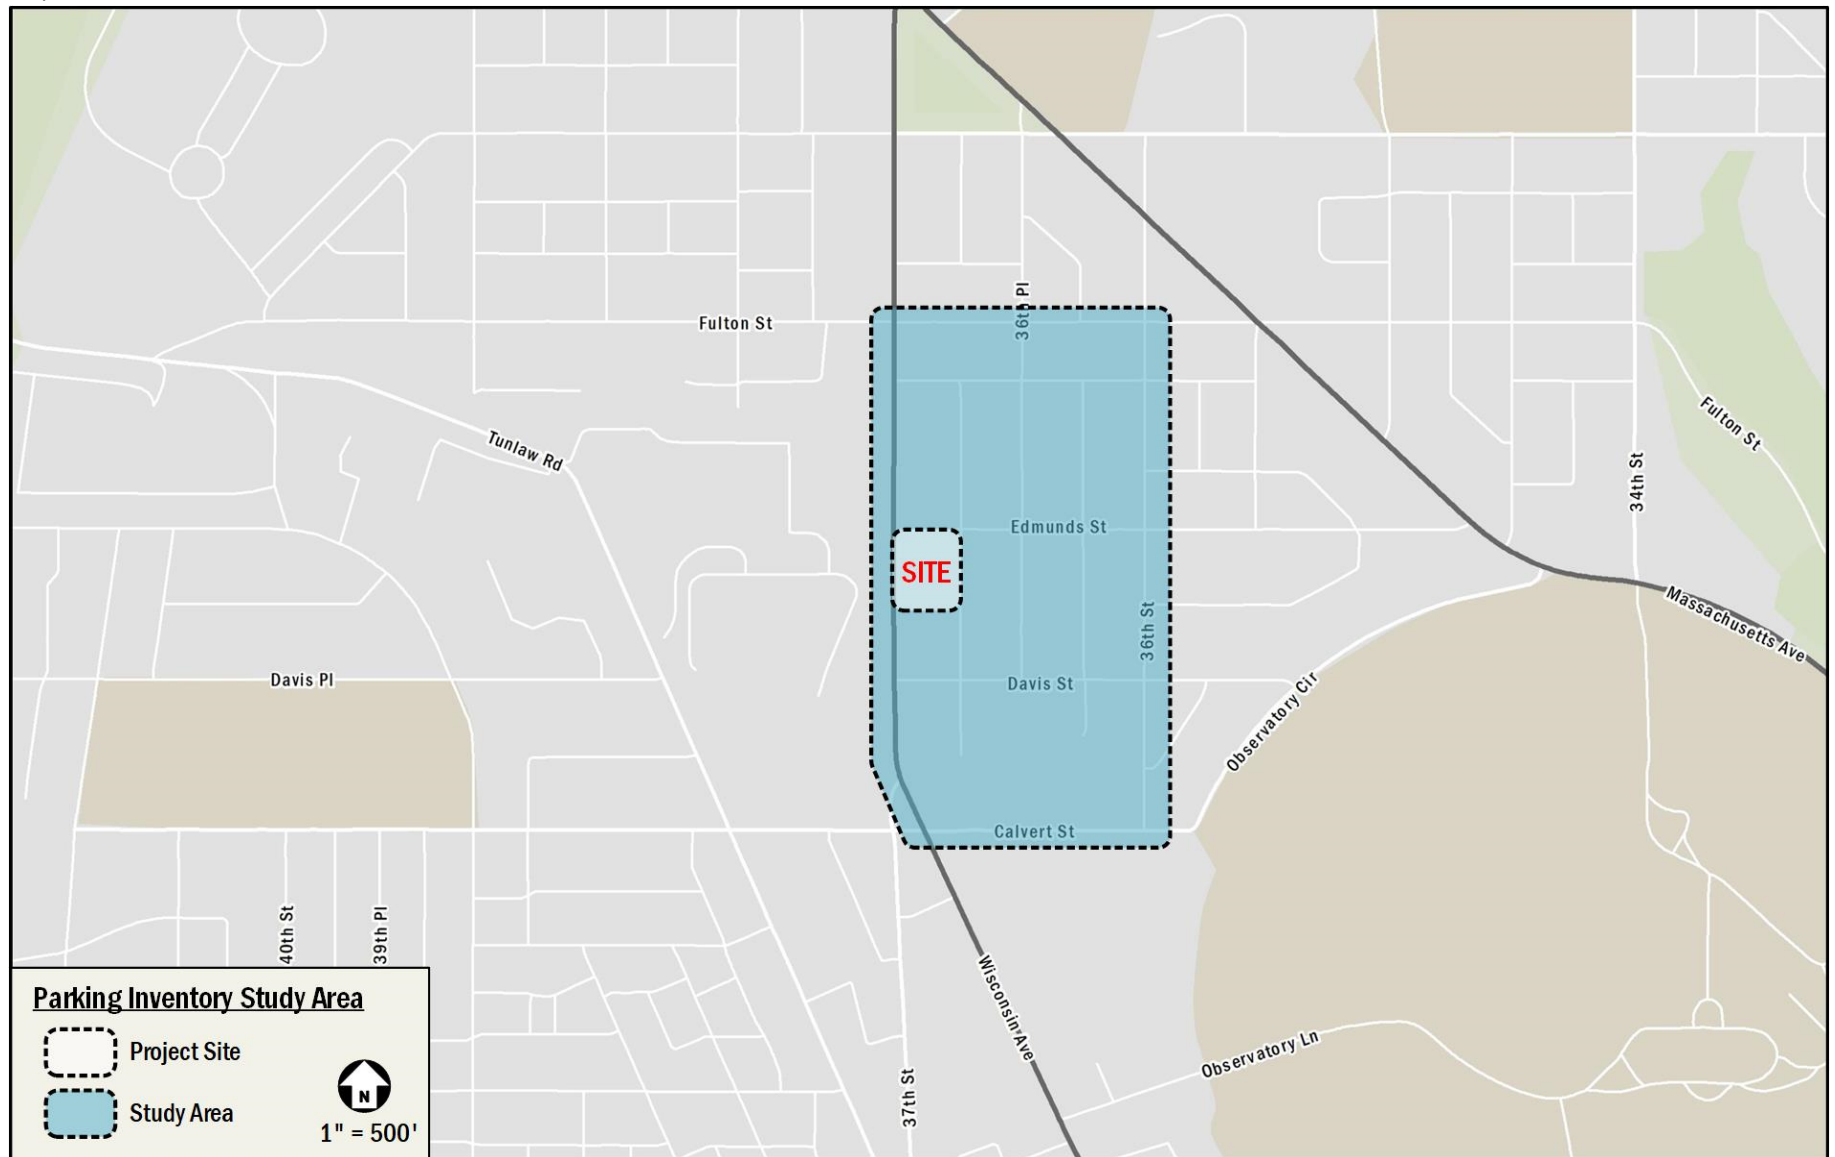 36th Pl
Fulton St
Fulton St
Tunlaw Rd
34th St
Edmunds St
SITE
36th St
Massachusetts Ave
Davis Pl
Davis St
Observatory Cir
Calvert St
40th St
39th Pl
Wisconsin Ave
Observatory Ln
37th St
Parking Inventory Study Area
Project Site
Study Area
N
1" = 500'